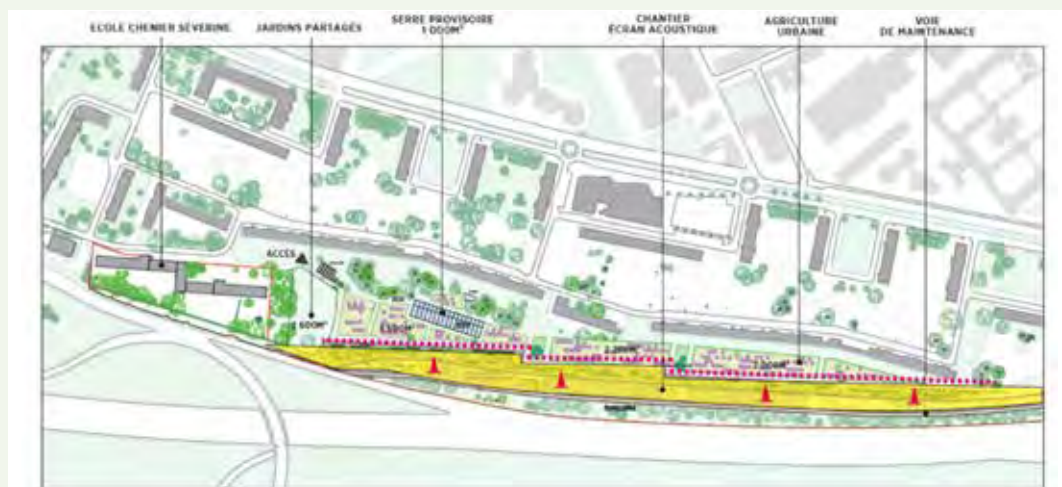 ECOLE CHENIER SÉVERINE
JARDINS PARTAGÉS
SERRE PROVISOIRE
1 000M²
CHANTIER
ÉCRAN ACOUSTIQUE
AGRICULTURE
URBAINE
VOIE
DE MAINTENANCE
ACCÈS